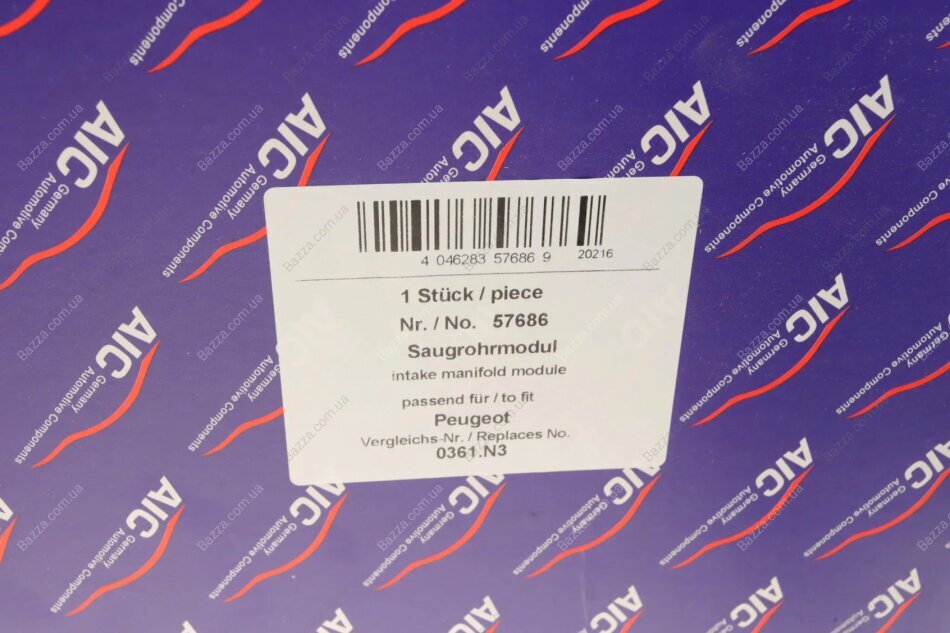 4 046283 57686 9 20216
1 Stück / piece
Nr. / No. 57686
Saugrohrmodul
intake manifold module
passend für / to fit
Peugeot
Vergleichs-Nr. / Replaces No.
0361.N3
AIC
Germany
Automotive Components
Bazza.com.ua